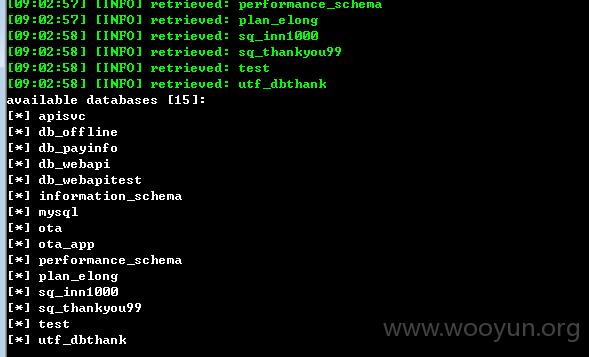 [09:02:57] [INFO] retrieved: performance_schema
[09:02:57] [INFO] retrieved: plan_elong
[09:02:58] [INFO] retrieved: sq_inn1000
[09:02:58] [INFO] retrieved: sq_thankyou99
[09:02:58] [INFO] retrieved: test
[09:02:58] [INFO] retrieved: utf_dbthank
available databases [15]:
[*] apisvc
[*] db_offline
[*] db_payinfo
[*] db_webapi
[*] db_webapitest
[*] information_schema
[*] mysql
[*] ota
[*] ota_app
[*] performance_schema
[*] plan_elong
[*] sq_inn1000
[*] sq_thankyou99
[*] test
[*] utf_dbthank
www.wooyun.org